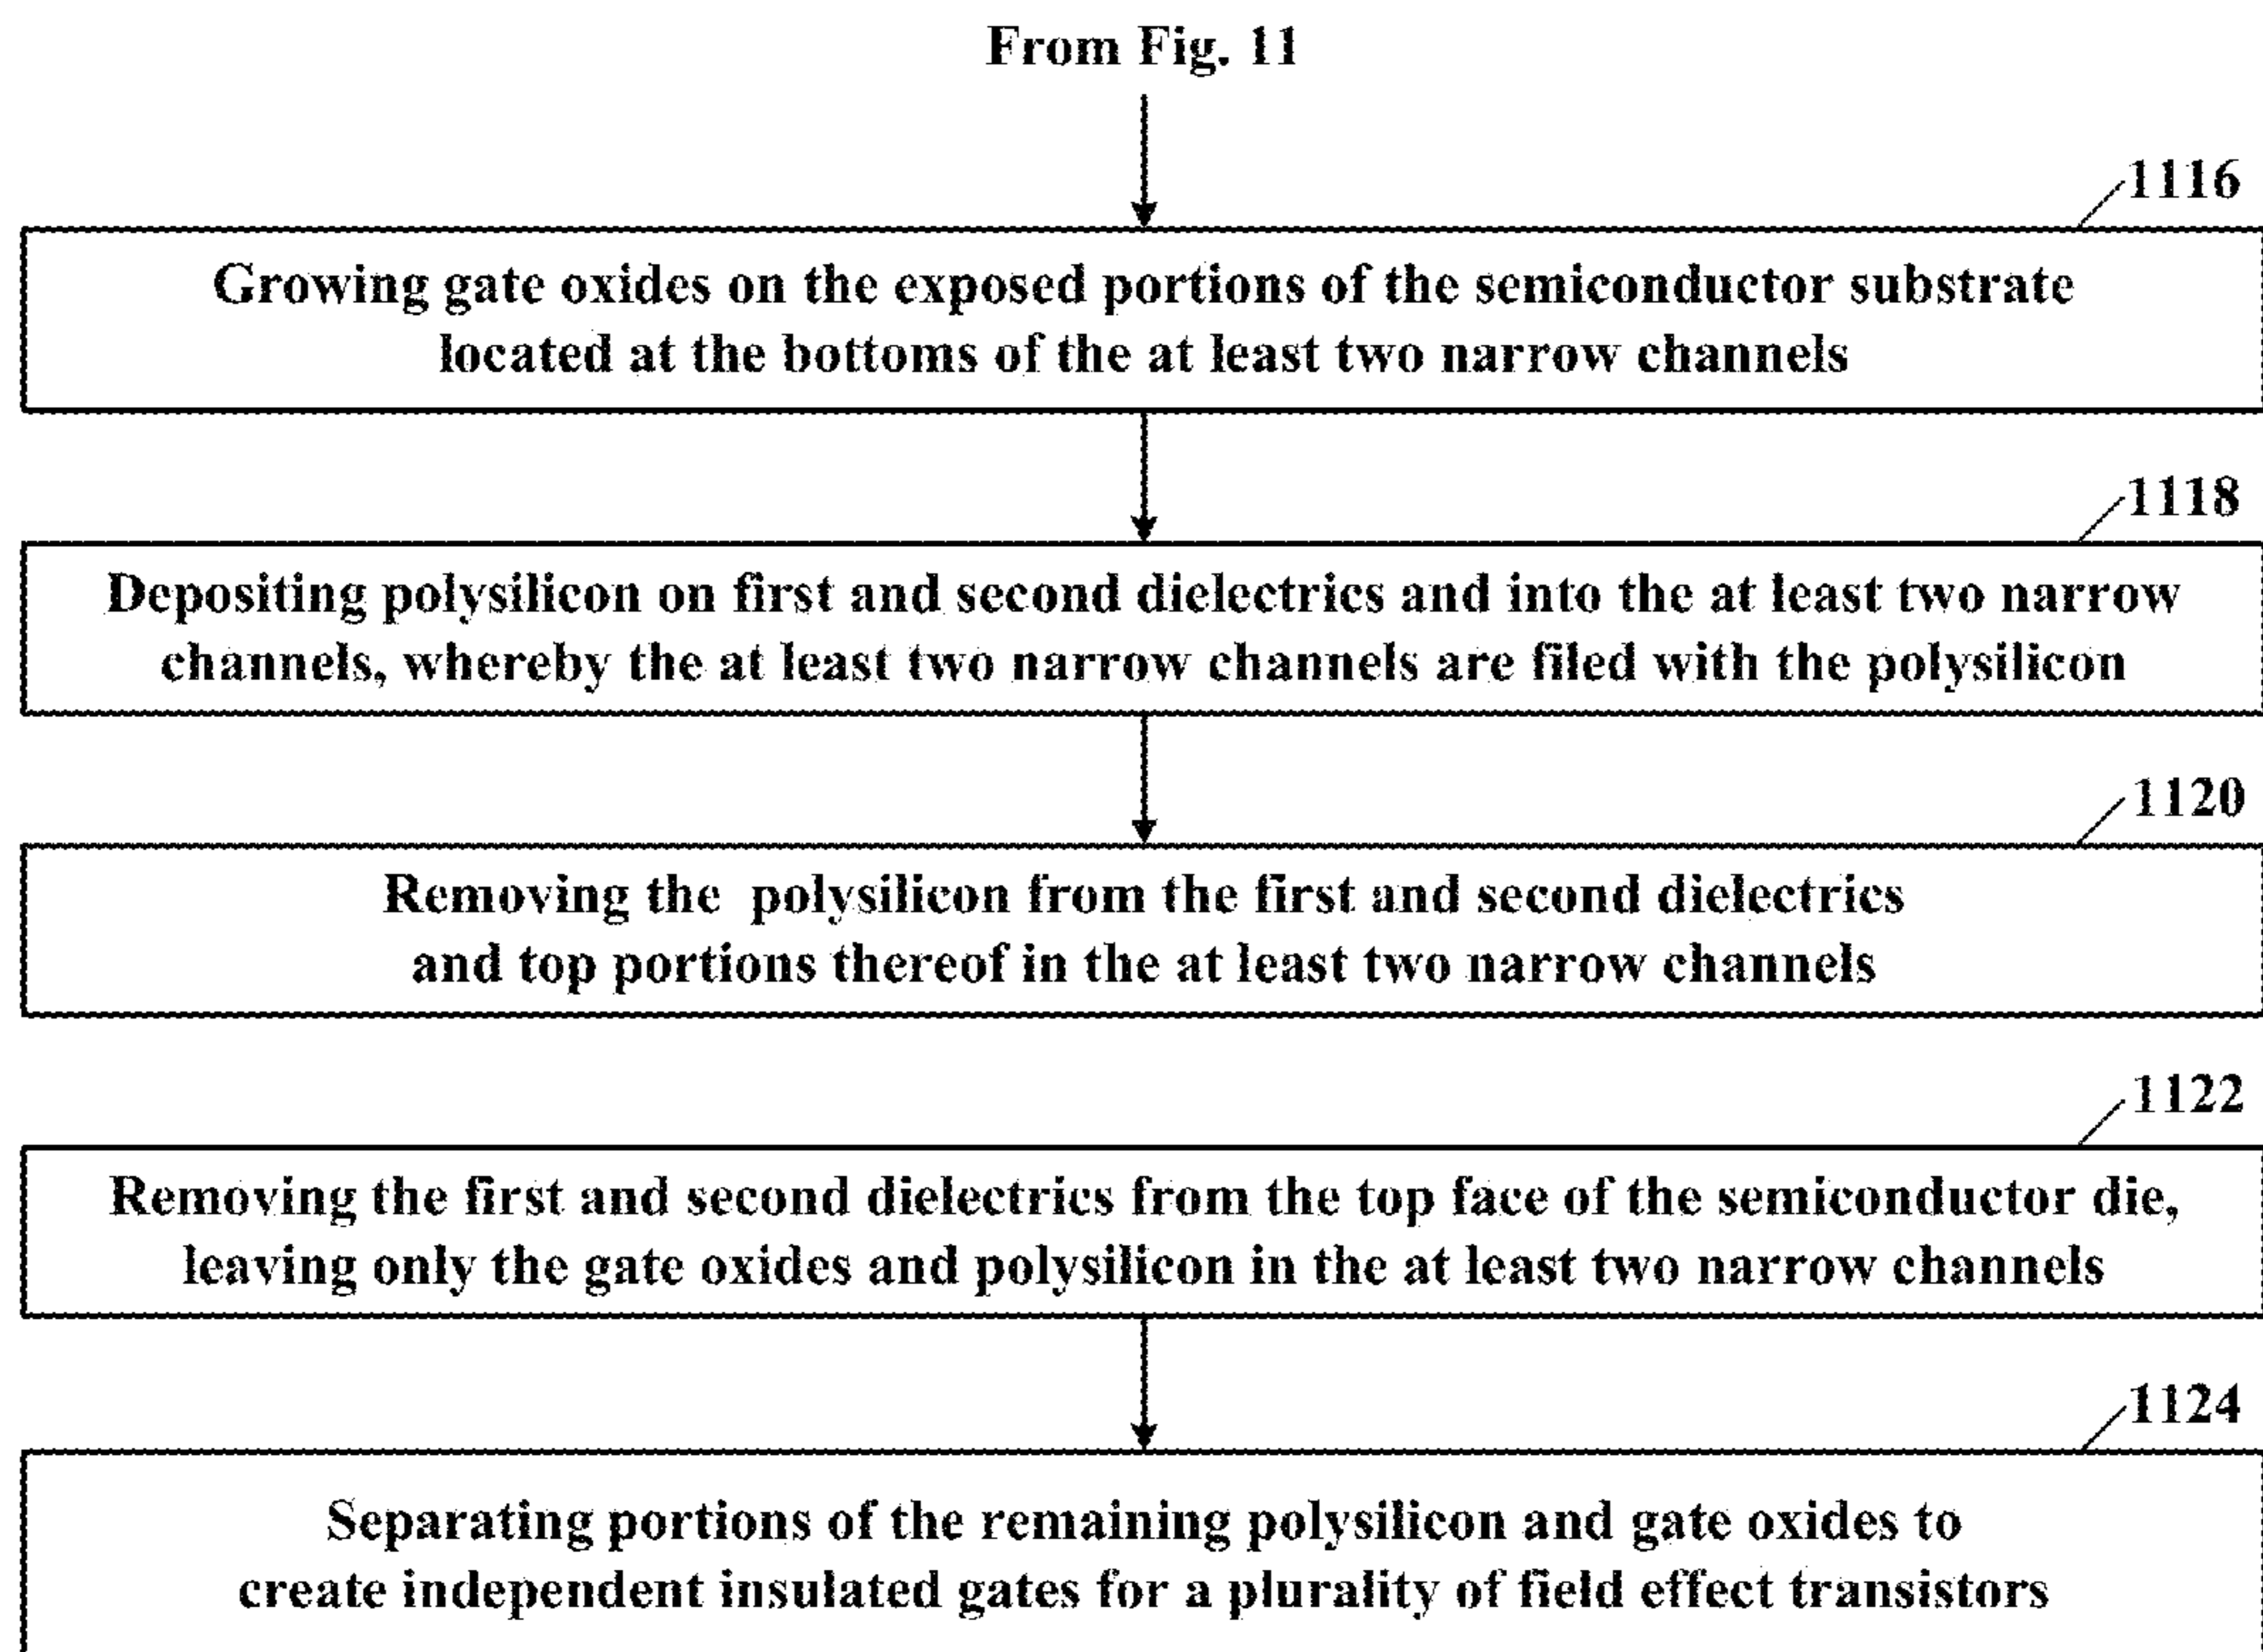 From Fig. 11
1116
Growing gate oxides on the exposed portions of the semiconductor substrate
located at the bottoms of the at least two narrow channels
1118
Depositing polysilicon on first and second dielectrics and into the at least two narrow
channels, whereby the at least two narrow channels are filed with the polysilicon
1120
Removing the polysilicon from the first and second dielectrics
and top portions thereof in the at least two narrow channels
1122
Removing the first and second dielectrics from the top face of the semiconductor die,
leaving only the gate oxides and polysilicon in the at least two narrow channels
1124
Separating portions of the remaining polysilicon and gate oxides to
create independent insulated gates for a plurality of field effect transistors